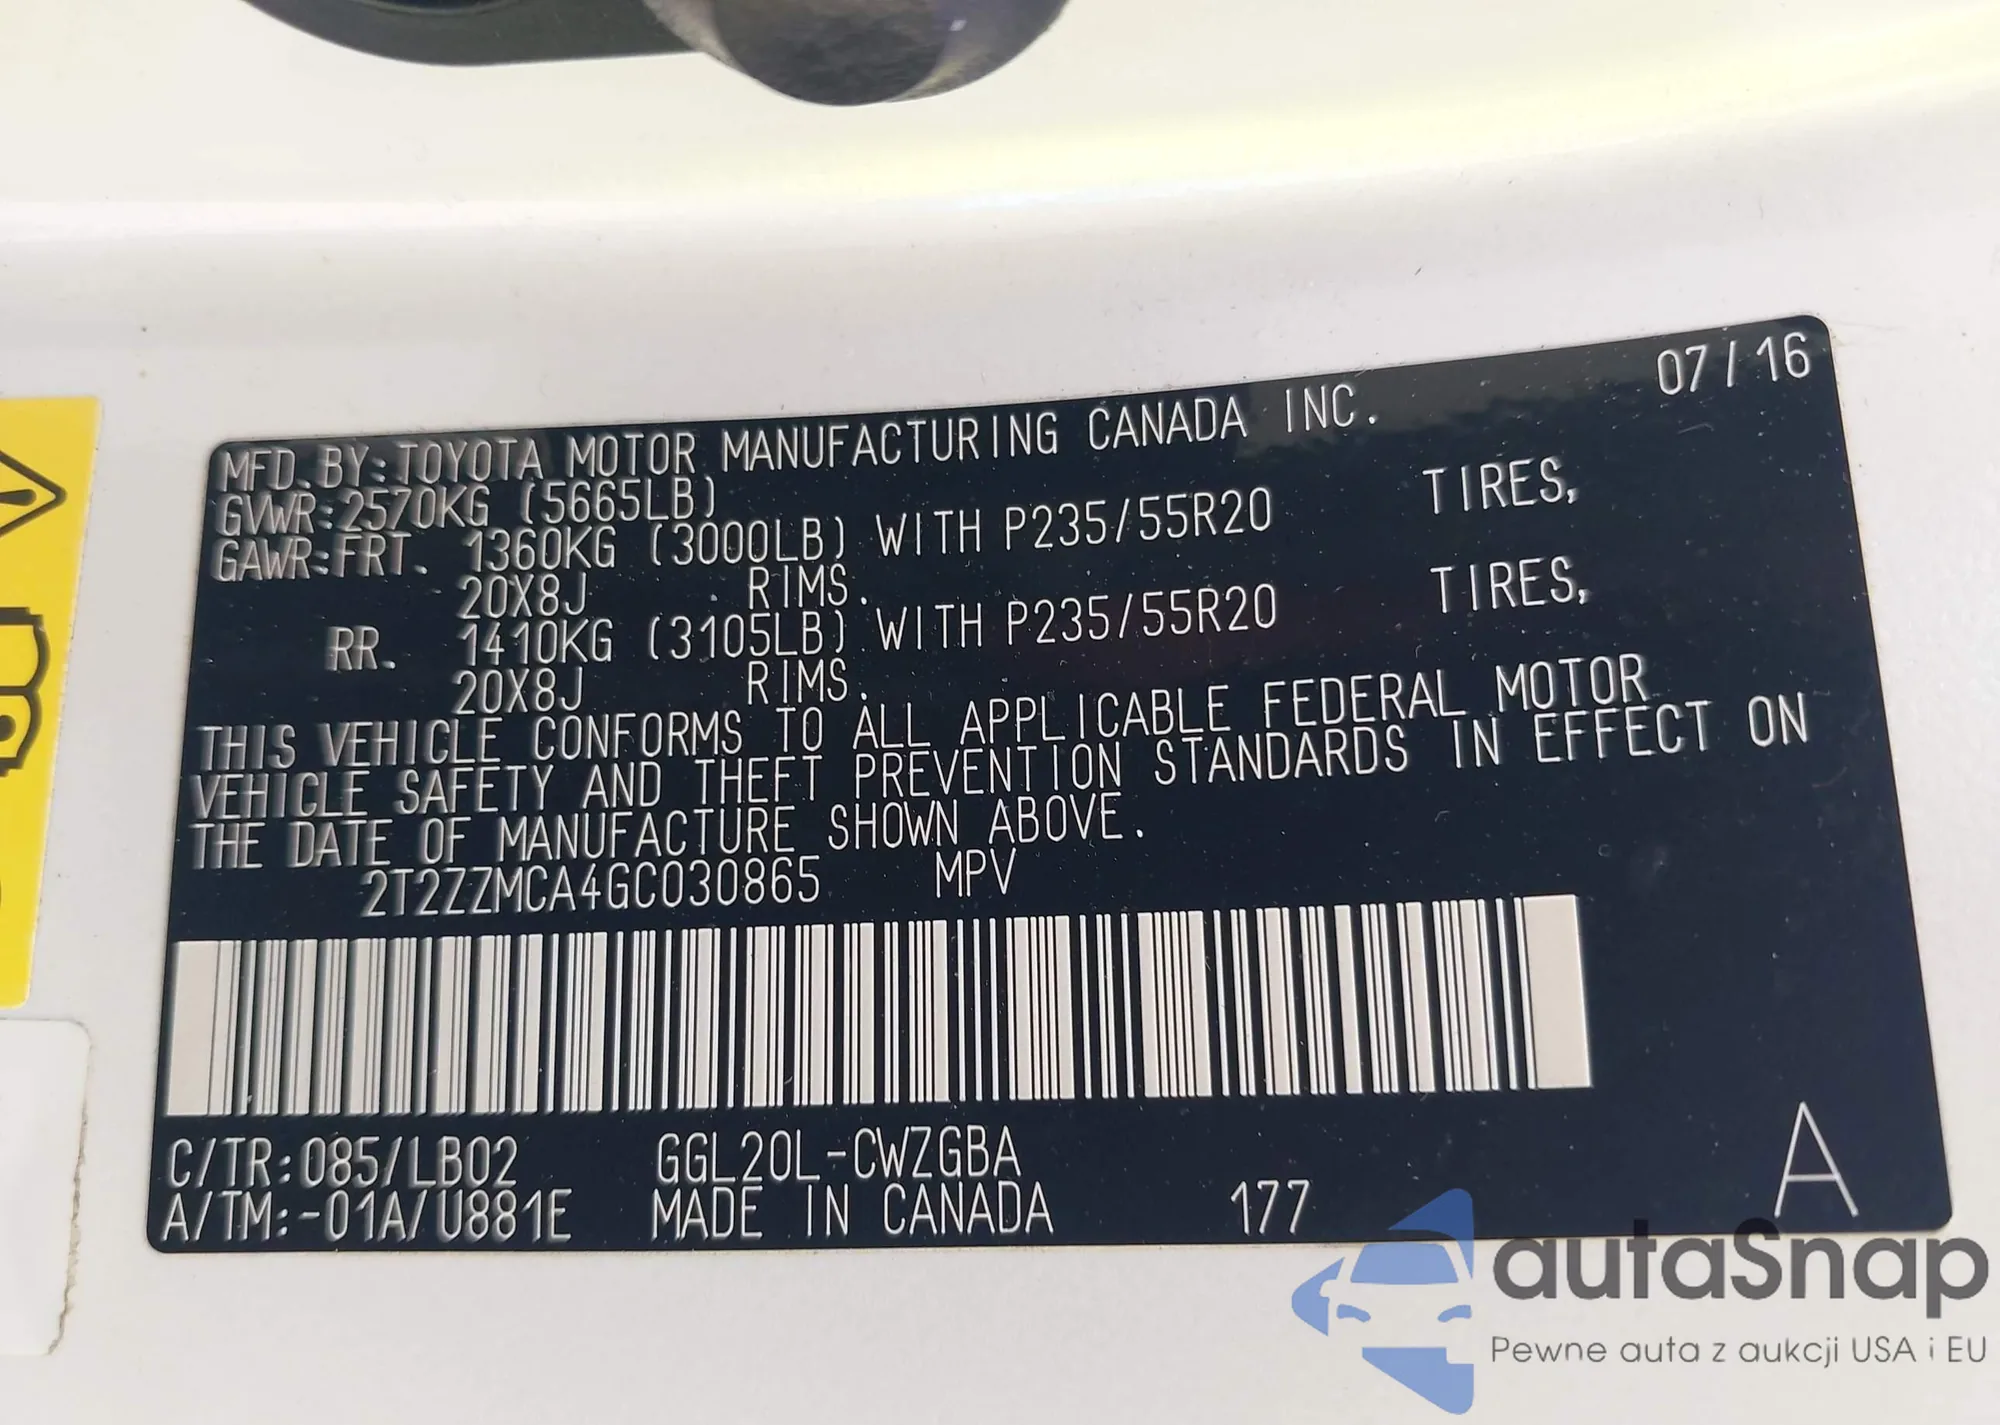 07/16
MFD.BY:TOYOTA MOTOR MANUFACTURING CANADA INC.
GVWR:2570KG (5665LB)
GAWR:FRT. 1360KG (3000LB) WITH P235/55R20 TIRES,
20X8J RIMS.
RR. 1410KG (3105LB) WITH P235/55R20 TIRES,
20X8J RIMS.
THIS VEHICLE CONFORMS TO ALL APPLICABLE FEDERAL MOTOR
VEHICLE SAFETY AND THEFT PREVENTION STANDARDS IN EFFECT ON
THE DATE OF MANUFACTURE SHOWN ABOVE.
2T2ZZMCA4GC030865 MPV
C/TR:085/LB02 GGL20L-CWZGBA
A/TM:-01A/U881E MADE IN CANADA 177 A
autaSnap
Pewne auta z aukcji USA i EU